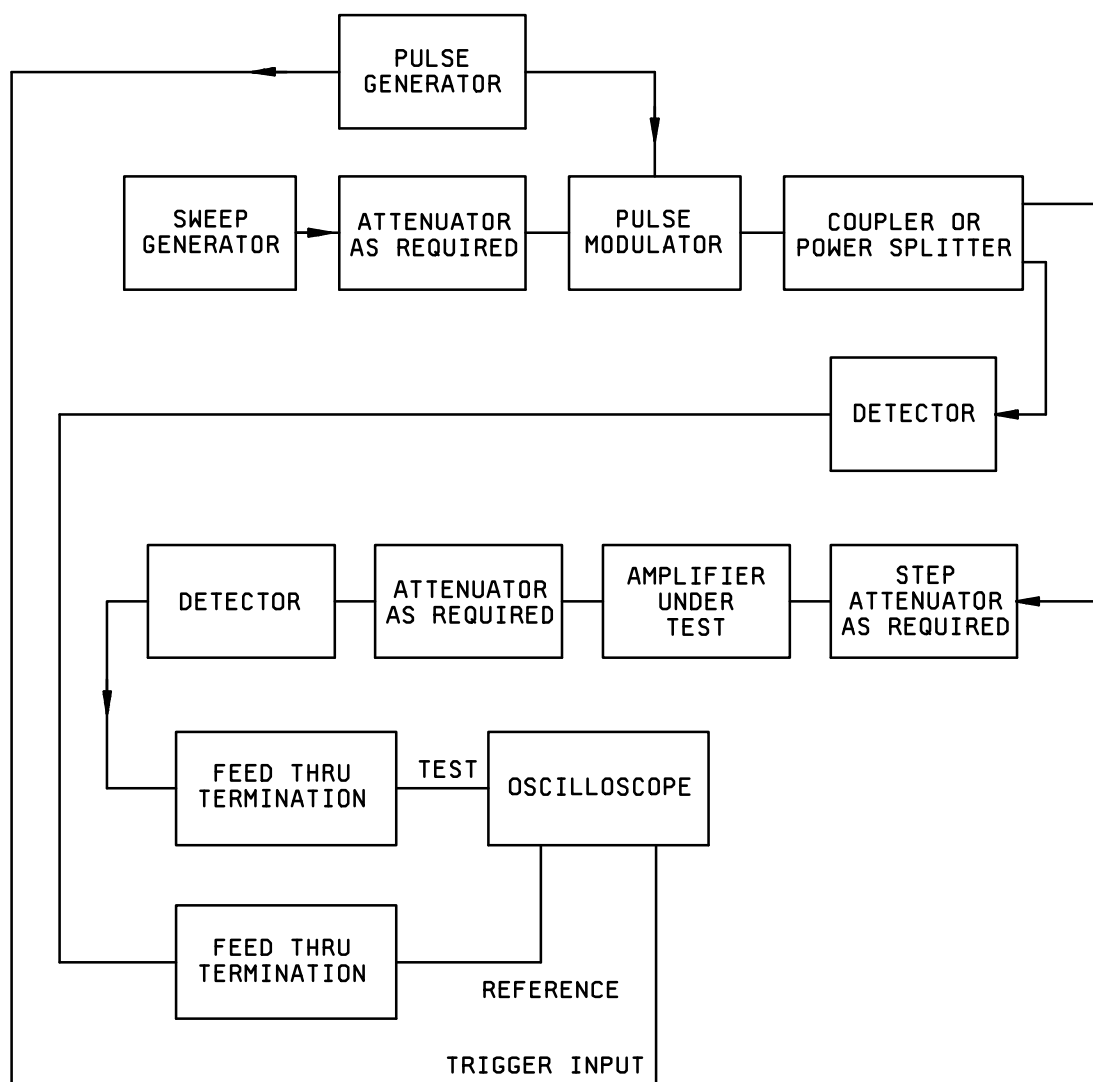 PULSE
GENERATOR
SWEEP
GENERATOR
ATTENUATOR
AS REQUIRED
PULSE
MODULATOR
COUPLER OR
POWER SPLITTER
DETECTOR
DETECTOR
ATTENUATOR
AS REQUIRED
AMPLIFIER
UNDER
TEST
STEP
ATTENUATOR
AS REQUIRED
FEED THRU
TERMINATION
TEST
OSCILLOSCOPE
FEED THRU
TERMINATION
REFERENCE
TRIGGER INPUT